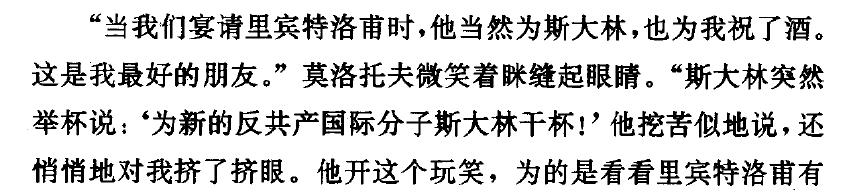 “当我们宴请里宾特洛甫时，他当然为斯大林，也为我祝了酒。
这是我最好的朋友。”莫洛托夫微笑着眯缝起眼睛。“斯大林突然
举杯说：‘为新的反共产国际分子斯大林干杯！’他挖苦似地说，还
悄悄地对我挤了挤眼。他开这个玩笑，为的是看看里宾特洛甫有